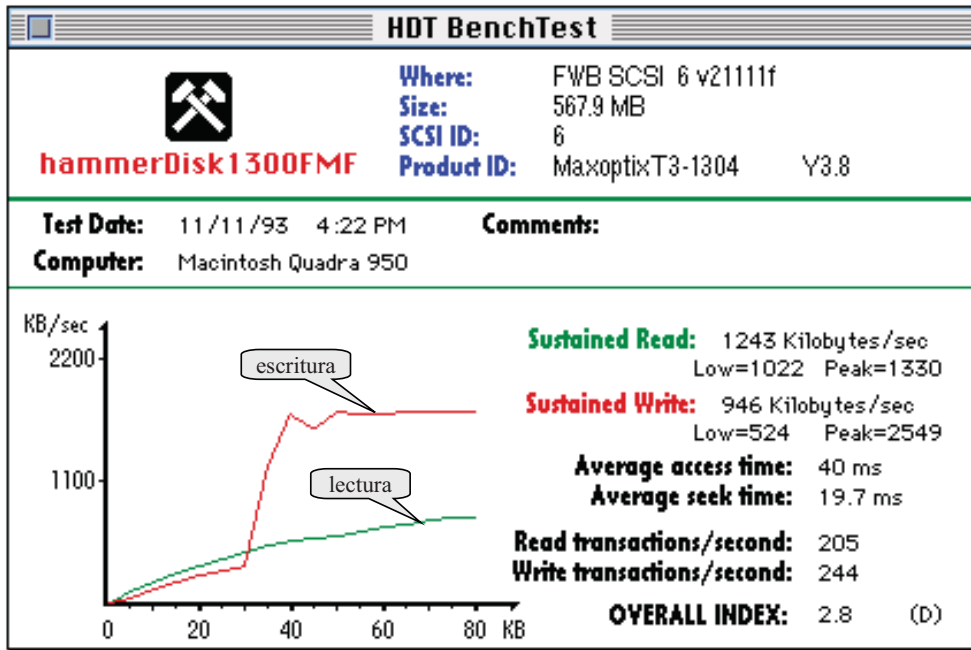 HDT BenchTest
Where: FWB SCSI 6 v21111f
Size: 567.9 MB
SCSI ID: 6
hammerDisk1300FMF
Product ID: MaxoptixT3-1304 Y3.8
Test Date: 11/11/93 4:22 PM Comments:
Computer: Macintosh Quadra 950
KB/sec
2200
1100
escritura
lectura
0 20 40 60 80 KB
Sustained Read: 1243 Kilobytes/sec
Low=1022 Peak=1330
Sustained Write: 946 Kilobytes/sec
Low=524 Peak=2549
Average access time: 40 ms
Average seek time: 19.7 ms
Read transactions/second: 205
Write transactions/second: 244
OVERALL INDEX: 2.8 (D)